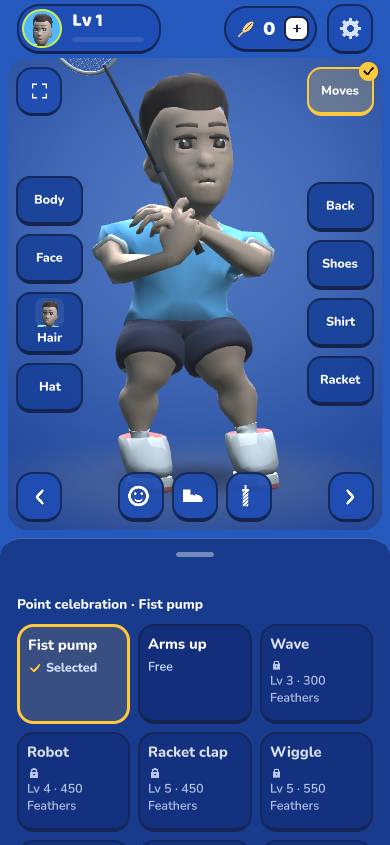 Lv 1
0
+
Moves
Body
Back
Face
Shoes
Hair
Shirt
Hat
Racket
Point celebration · Fist pump
Fist pump
Selected
Arms up
Free
Wave
Lv 3 · 300
Feathers
Robot
Lv 4 · 450
Feathers
Racket clap
Lv 5 · 450
Feathers
Wiggle
Lv 5 · 550
Feathers